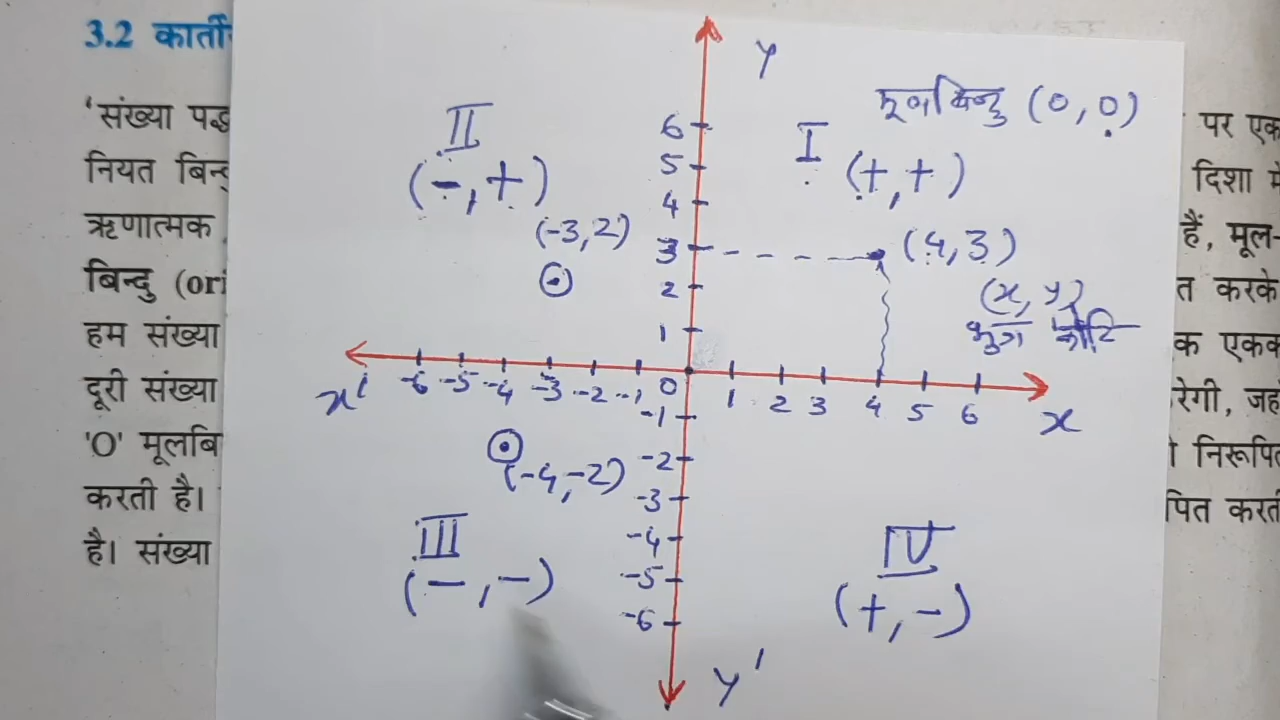 3.2 कार्ती
'संख्या पद्ध
नियत बिन्दु
ऋणात्मक
बिन्दु (ori
हम संख्या
दूरी संख्या
'O' मूलबि
करती है।
है। संख्या
y
मूलबिन्दु (0,0)
II
(-,+)
I
(+,+)
(-3,2)
(4,3)
(x, y)
भुज कोटि
6
5
4
3
2
1
x' -6 -5 -4 -3 -2 -1 0 1 2 3 4 5 6 x
-1
-2
-3
-4
-5
-6
(-4,-2)
III
(-,-)
IV
(+,-)
y'
पर एक
दिशा में
हैं, मूल-
त करके
क एकक
रेगी, जह
निरूपित
पित करत